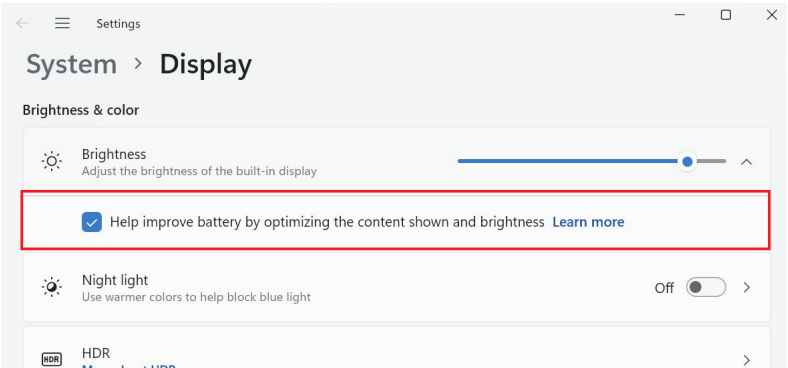 Settings
System > Display
Brightness & color
Brightness
Adjust the brightness of the built-in display
Help improve battery by optimizing the content shown and brightness Learn more
Night light
Use warmer colors to help block blue light
Off
HDR
HDR